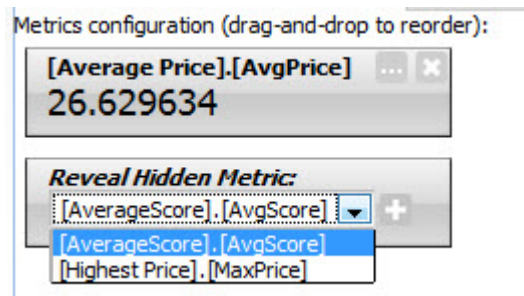 Metrics configuration (drag-and-drop to reorder):
[Average Price].[AvgPrice] ...
26.629634
Reveal Hidden Metric:
[AverageScore].[AvgScore]
[AverageScore].[AvgScore]
[Highest Price].[MaxPrice]